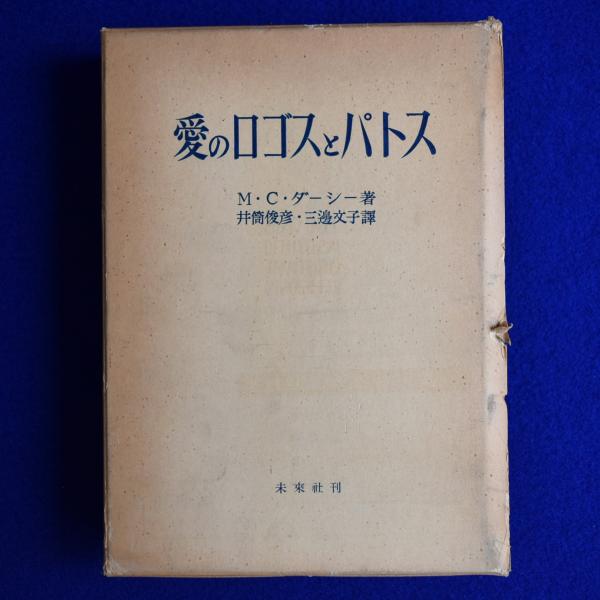 愛のロゴスとパトス
M・C・ダーシー著
井筒俊彦・三邊文子譯
未來社刊